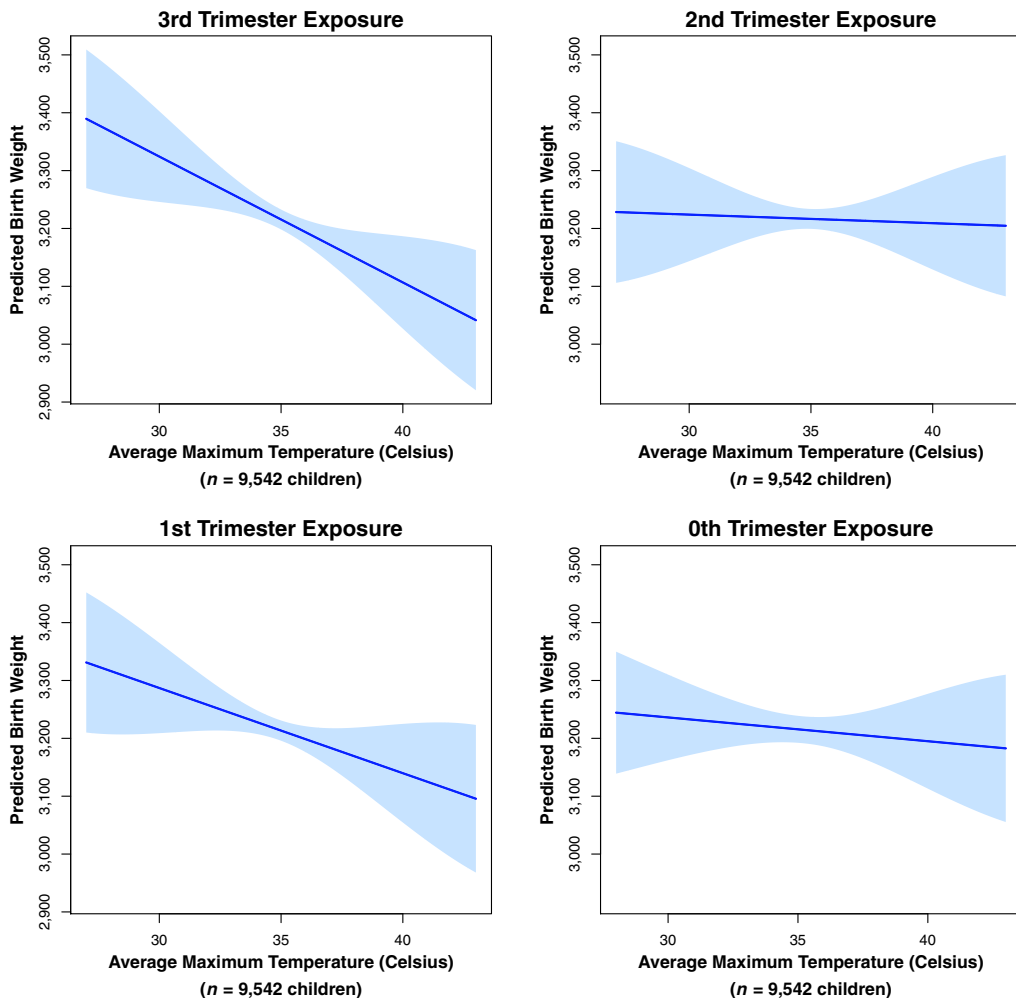 3rd Trimester Exposure
Predicted Birth Weight
3,500
3,400
3,300
3,200
3,100
3,000
2,900
30 35 40
Average Maximum Temperature (Celsius)
(n = 9,542 children)
2nd Trimester Exposure
Predicted Birth Weight
3,500
3,400
3,300
3,200
3,100
3,000
30 35 40
Average Maximum Temperature (Celsius)
(n = 9,542 children)
1st Trimester Exposure
Predicted Birth Weight
3,500
3,400
3,300
3,200
3,100
3,000
2,900
30 35 40
Average Maximum Temperature (Celsius)
(n = 9,542 children)
0th Trimester Exposure
Predicted Birth Weight
3,500
3,400
3,300
3,200
3,100
3,000
30 35 40
Average Maximum Temperature (Celsius)
(n = 9,542 children)